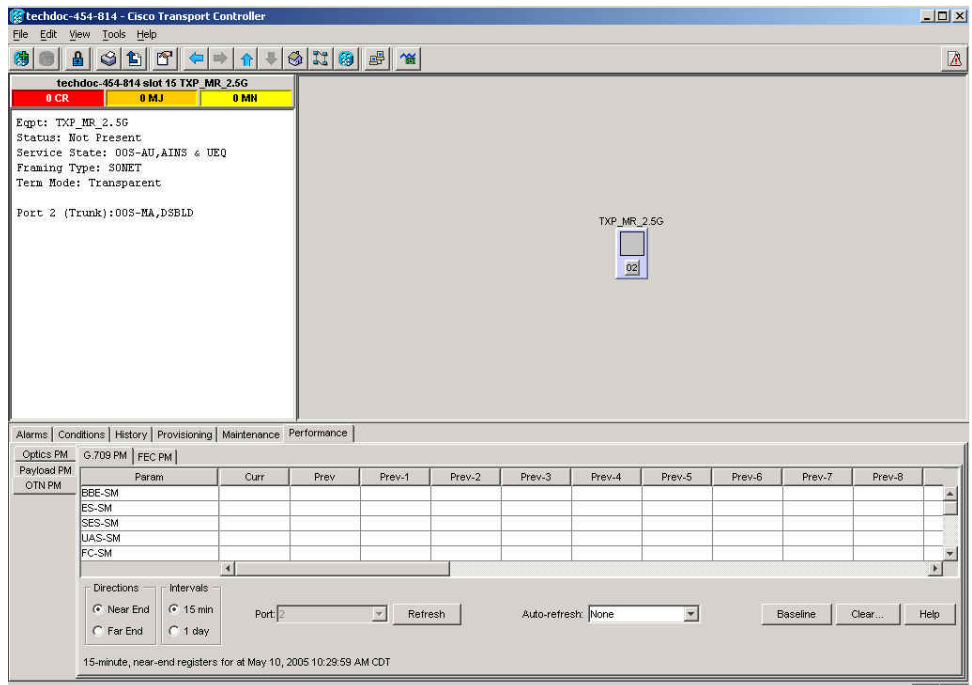 techdoc-454-814 - Cisco Transport Controller
File Edit View Tools Help
techdoc-454-814 slot 15 TXP_MR_2.5G
0 CR 0 MJ 0 MN
Eqpt: TXP_MR_2.5G
Status: Not Present
Service State: OOS-AU,AINS & UEQ
Framing Type: SONET
Term Mode: Transparent
Port 2 (Trunk):OOS-MA,DSBLD
TXP_MR_2.5G
02
Alarms Conditions History Provisioning Maintenance Performance
Optics PM
Payload PM
OTN PM
G.709 PM FEC PM
Param Curr Prev Prev-1 Prev-2 Prev-3 Prev-4 Prev-5 Prev-6 Prev-7 Prev-8
BBE-SM
ES-SM
SES-SM
UAS-SM
FC-SM
Directions Intervals
Near End 15 min Port: 2 Refresh Auto-refresh: None Baseline Clear... Help
Far End 1 day
15-minute, near-end registers for at May 10, 2005 10:29:59 AM CDT